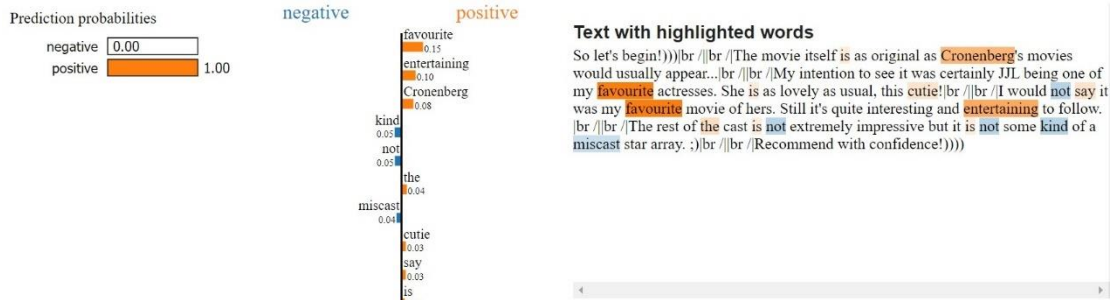 Prediction probabilities
negative 0.00
positive 1.00
negative positive
favourite
0.15
entertaining
0.10
Cronenberg
0.08
kind
0.05
not
0.05
the
0.04
miscast
0.04
cutie
0.03
say
0.03
is
Text with highlighted words
So let's begin!)))|br /||br /|The movie itself is as original as Cronenberg's movies
would usually appear...|br /||br /|My intention to see it was certainly JJL being one of
my favourite actresses. She is as lovely as usual, this cutie!|br /||br /|I would not say it
was my favourite movie of hers. Still it's quite interesting and entertaining to follow.
|br /||br /|The rest of the cast is not extremely impressive but it is not some kind of a
miscast star array. ;)|br /||br /|Recommend with confidence!))))